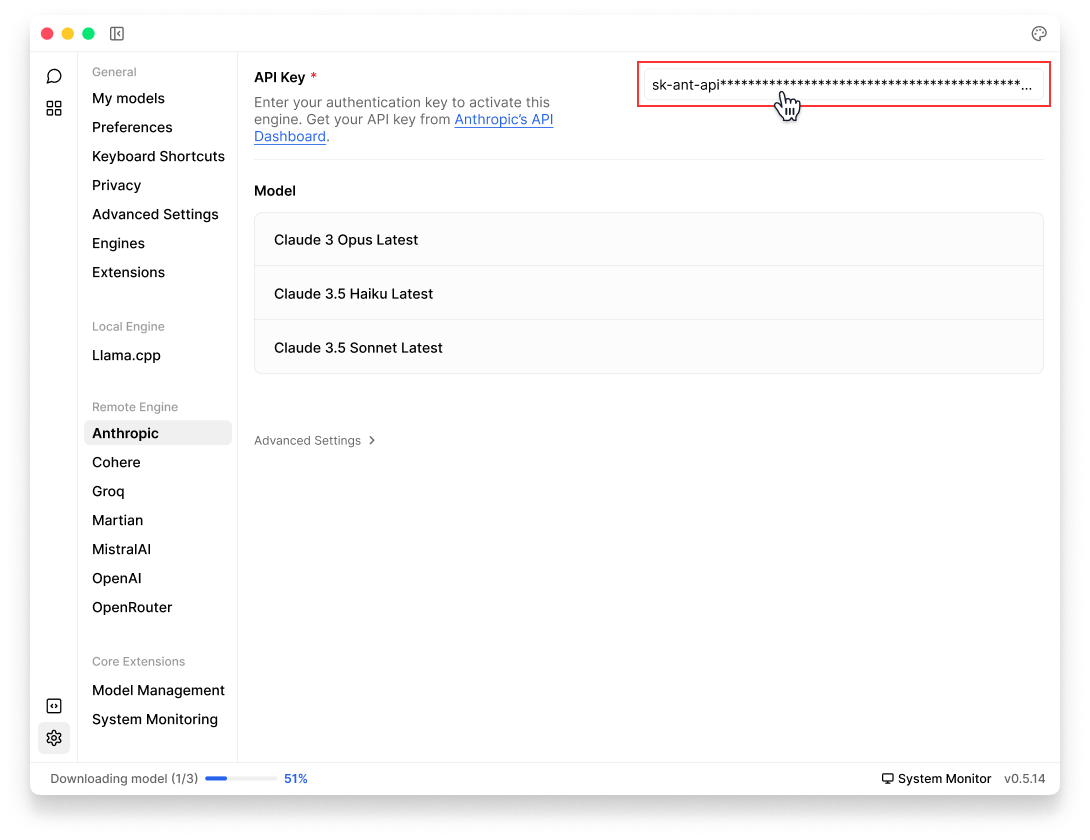 General
My models
Preferences
Keyboard Shortcuts
Privacy
Advanced Settings
Engines
Extensions
Local Engine
Llama.cpp
Remote Engine
Anthropic
Cohere
Groq
Martian
MistralAI
OpenAI
OpenRouter
Core Extensions
Model Management
System Monitoring
API Key *
Enter your authentication key to activate this
engine. Get your API key from Anthropic's API
Dashboard.
sk-ant-api*******************************************...
Model
Claude 3 Opus Latest
Claude 3.5 Haiku Latest
Claude 3.5 Sonnet Latest
Advanced Settings
Downloading model (1/3) 51%
System Monitor v0.5.14